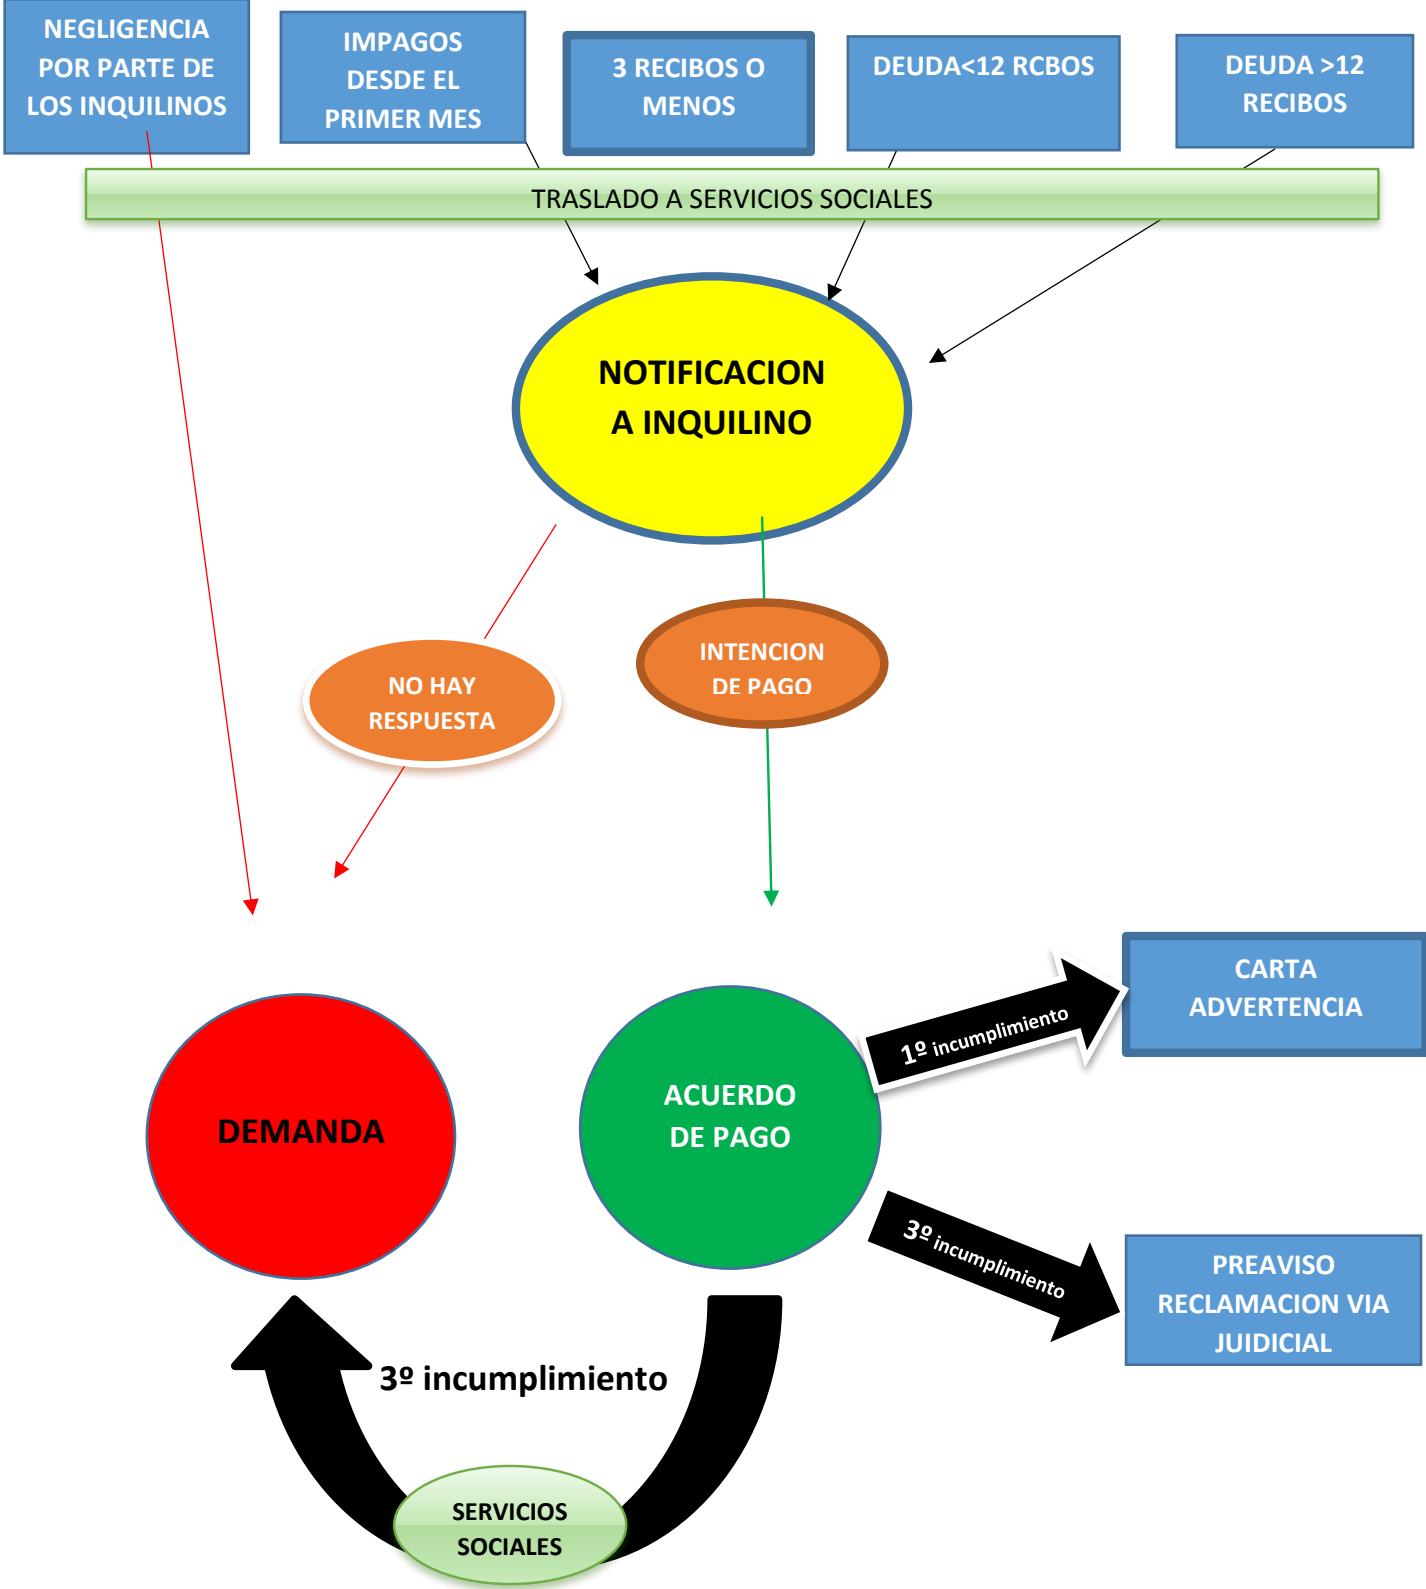 NEGLIGENCIA
POR PARTE DE
LOS INQUILINOS
IMPAGOS
DESDE EL
PRIMER MES
3 RECIBOS O
MENOS
DEUDA<12 RCBOS
DEUDA >12
RECIBOS
TRASLADO A SERVICIOS SOCIALES
NOTIFICACION
A INQUILINO
NO HAY
RESPUESTA
INTENCION
DE PAGO
DEMANDA
ACUERDO
DE PAGO
1º incumplimiento
CARTA
ADVERTENCIA
3º incumplimiento
PREAVISO
RECLAMACION VIA
JUIDICIAL
3º incumplimiento
SERVICIOS
SOCIALES